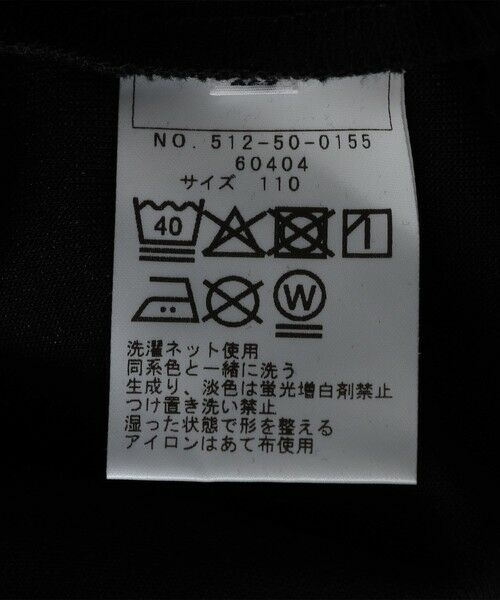 NO. 512-50-0155
60404
サイズ 110
40
W
洗濯ネット使用
同系色と一緒に洗う
生成り、淡色は蛍光増白剤禁止
つけ置き洗い禁止
湿った状態で形を整える
アイロンはあて布使用